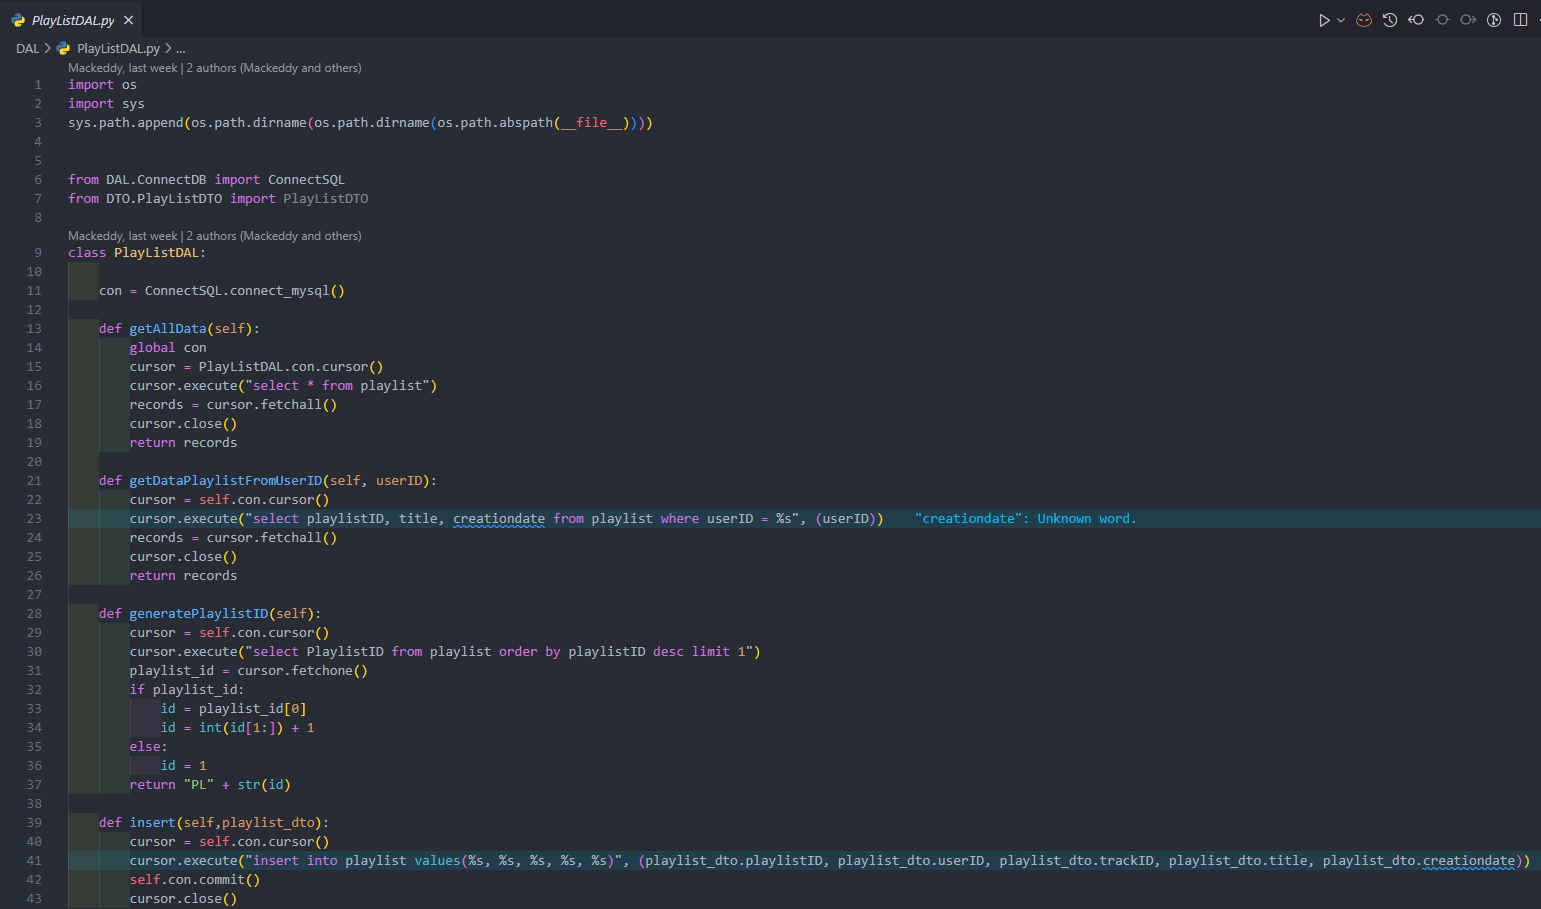 PlayListDAL.py
DAL > PlayListDAL.py > ...
Mackeddy, last week | 2 authors (Mackeddy and others)
1 import os
2 import sys
3 sys.path.append(os.path.dirname(os.path.dirname(os.path.abspath(__file__))))
4
5
6 from DAL.ConnectDB import ConnectSQL
7 from DTO.PlayListDTO import PlayListDTO
8
Mackeddy, last week | 2 authors (Mackeddy and others)
9 class PlayListDAL:
10
11     con = ConnectSQL.connect_mysql()
12
13     def getAllData(self):
14         global con
15         cursor = PlayListDAL.con.cursor()
16         cursor.execute("select * from playlist")
17         records = cursor.fetchall()
18         cursor.close()
19         return records
20
21     def getDataPlaylistFromUserID(self, userID):
22         cursor = self.con.cursor()
23         cursor.execute("select playlistID, title, creationdate from playlist where userID = %s", (userID))    "creationdate": Unknown word.
24         records = cursor.fetchall()
25         cursor.close()
26         return records
27
28     def generatePlaylistID(self):
29         cursor = self.con.cursor()
30         cursor.execute("select PlaylistID from playlist order by playlistID desc limit 1")
31         playlist_id = cursor.fetchone()
32         if playlist_id:
33             id = playlist_id[0]
34             id = int(id[1:]) + 1
35         else:
36             id = 1
37         return "PL" + str(id)
38
39     def insert(self,playlist_dto):
40         cursor = self.con.cursor()
41         cursor.execute("insert into playlist values(%s, %s, %s, %s, %s)", (playlist_dto.playlistID, playlist_dto.userID, playlist_dto.trackID, playlist_dto.title, playlist_dto.creationdate))
42         self.con.commit()
43         cursor.close()